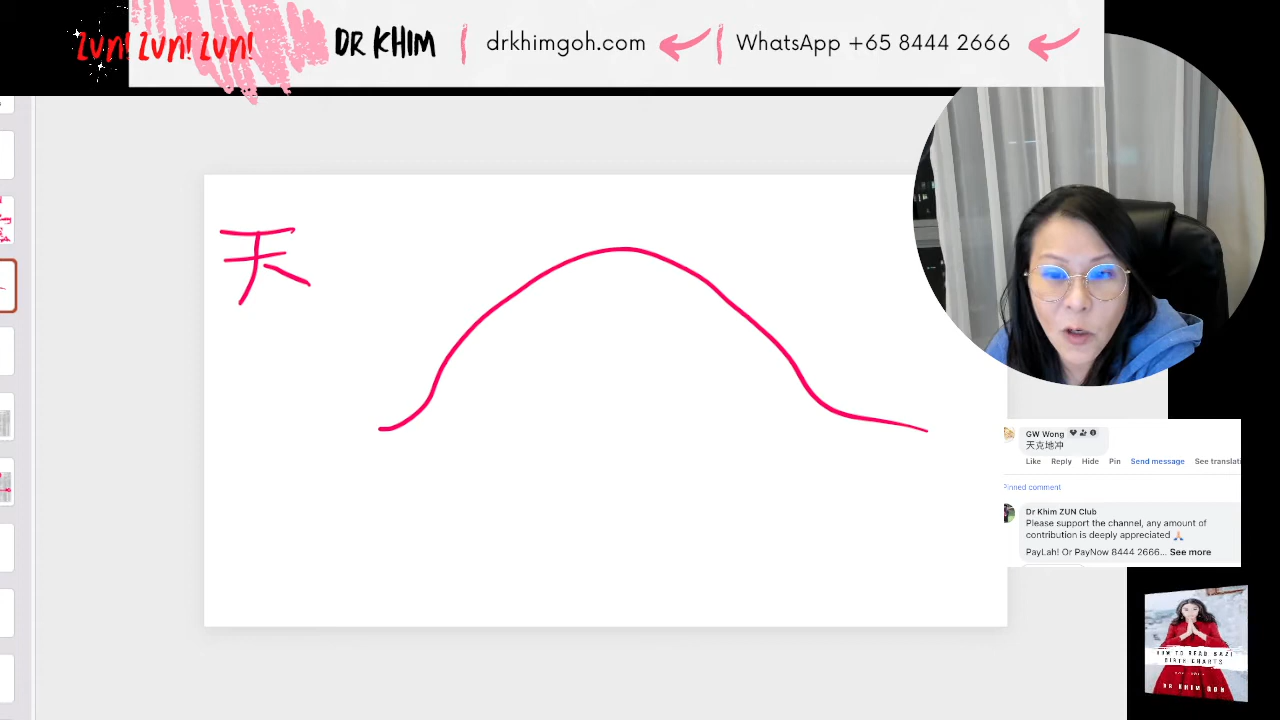 Zun! Zun! Zun!
DR KHIM
drkhimgoh.com
WhatsApp +65 8444 2666
天
GW Wong
天克地冲
Like Reply Hide Pin Send message See translati
Pinned comment
Dr Khim ZUN Club
Please support the channel, any amount of
contribution is deeply appreciated 🙏🏻
PayLah! Or PayNow 8444 2666... See more
HOW TO READ BAZI
BIRTH CHARTS
DR KHIM GOH